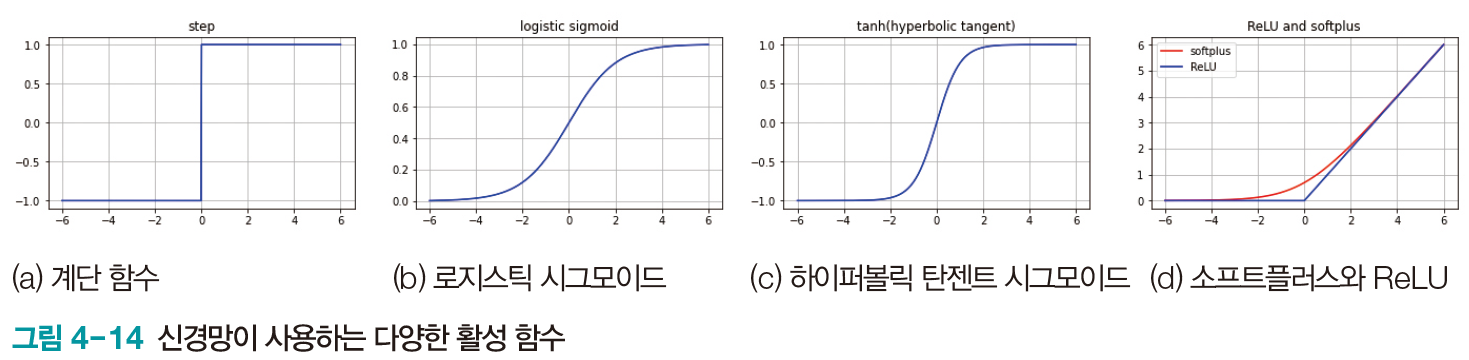 step
1.0
0.5
0.0
−0.5
−1.0
−6 −4 −2 0 2 4 6
logistic sigmoid
1.0
0.8
0.6
0.4
0.2
0.0
−6 −4 −2 0 2 4 6
tanh(hyperbolic tangent)
1.0
0.5
0.0
−0.5
−1.0
−6 −4 −2 0 2 4 6
ReLU and softplus
softplus
ReLU
6
5
4
3
2
1
0
−6 −4 −2 0 2 4 6
(a) 계단 함수
(b) 로지스틱 시그모이드
(c) 하이퍼볼릭 탄젠트 시그모이드
(d) 소프트플러스와 ReLU
그림 4-14 신경망이 사용하는 다양한 활성 함수